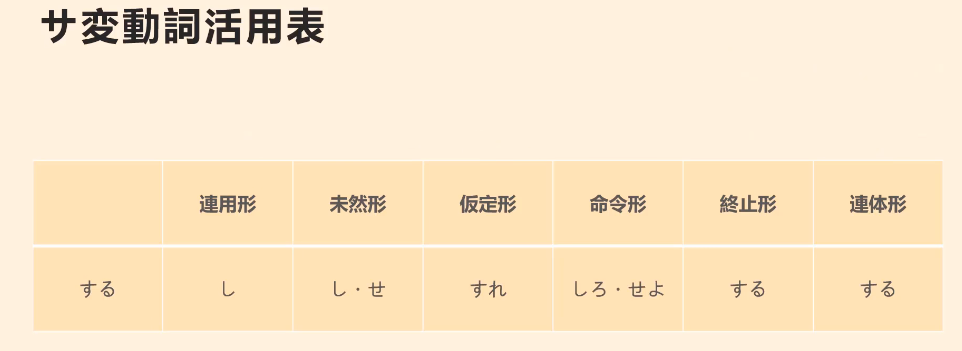 サ変動詞活用表
連用形 未然形 仮定形 命令形 終止形 連体形
する し し・せ すれ しろ・せよ する する